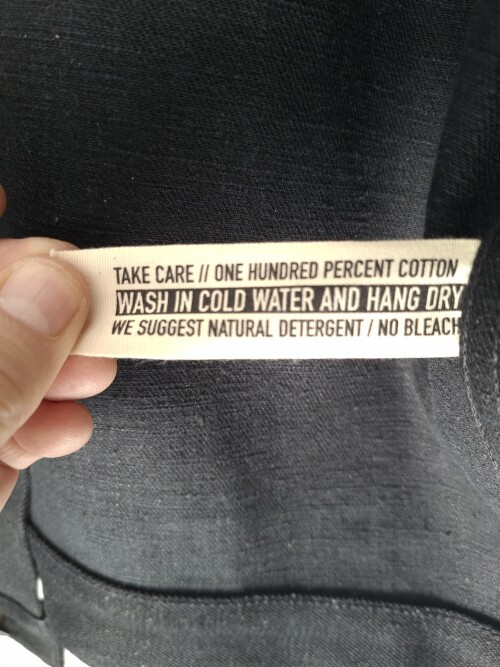 TAKE CARE // ONE HUNDRED PERCENT COTTON
WASH IN COLD WATER AND HANG DRY
WE SUGGEST NATURAL DETERGENT / NO BLEACH